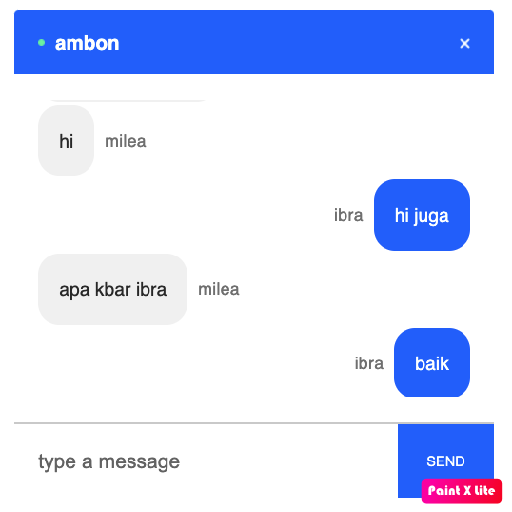 ambon x
hi milea
ibra hi juga
apa kbar ibra milea
ibra baik
type a message SEND
Paint X Lite